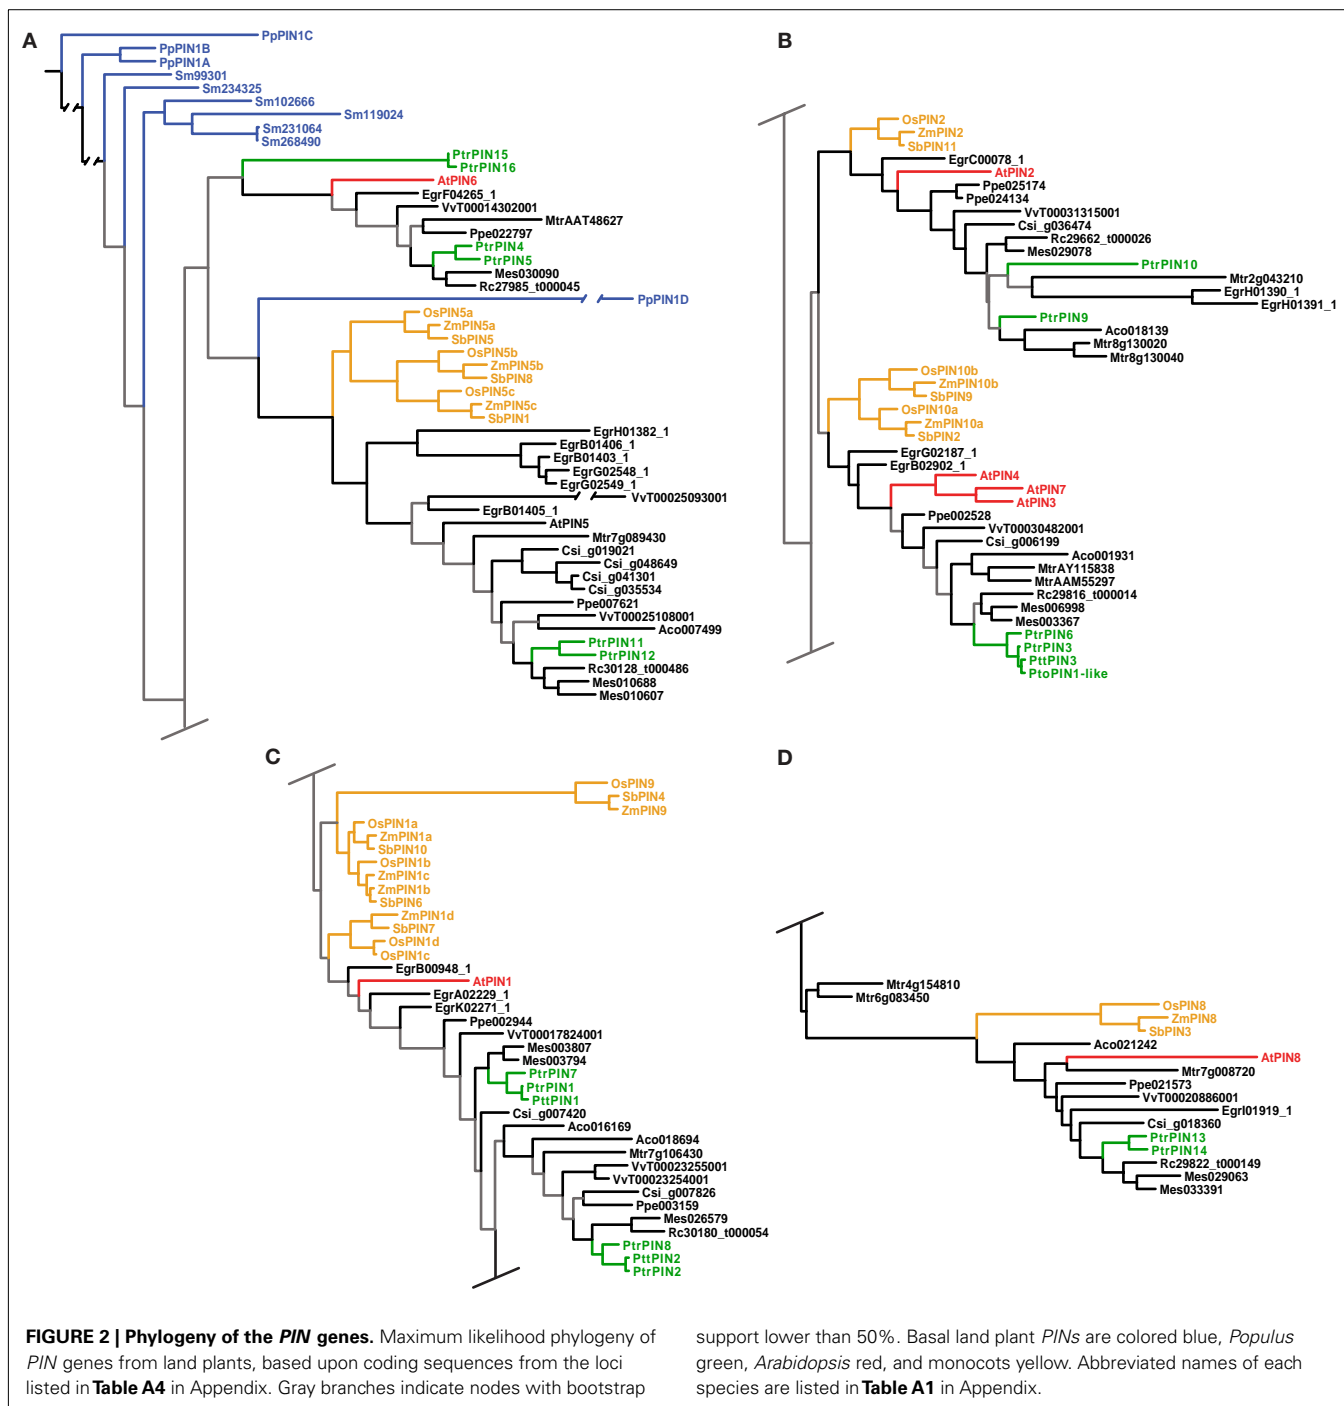 A
PpPIN1C
PpPIN1B
PpPIN1A
Sm99301
Sm234325
Sm102666
Sm119024
Sm231064
Sm268490
PtrPIN15
PtrPIN16
AtPIN6
EgrF04265_1
VvT00014302001
MtrAAT48627
Ppe022797
PtrPIN4
PtrPIN5
Mes030090
Rc27985_t000045
PpPIN1D
OsPIN5a
ZmPIN5a
SbPIN5
OsPIN5b
ZmPIN5b
SbPIN8
OsPIN5c
ZmPIN5c
SbPIN1
EgrH01382_1
EgrB01406_1
EgrB01403_1
EgrG02548_1
EgrG02549_1
VvT00025093001
EgrB01405_1
AtPIN5
Mtr7g089430
Csi_g019021
Csi_g048649
Csi_g041301
Csi_g035534
Ppe007621
VvT00025108001
Aco007499
PtrPIN11
PtrPIN12
Rc30128_t000486
Mes010688
Mes010607
B
OsPIN2
ZmPIN2
SbPIN11
EgrC00078_1
AtPIN2
Ppe025174
Ppe024134
VvT00031315001
Csi_g036474
Rc29662_t000026
Mes029078
PtrPIN10
Mtr2g043210
EgrH01390_1
EgrH01391_1
PtrPIN9
Aco018139
Mtr8g130020
Mtr8g130040
OsPIN10b
ZmPIN10b
SbPIN9
OsPIN10a
ZmPIN10a
SbPIN2
EgrG02187_1
EgrB02902_1
AtPIN4
AtPIN7
AtPIN3
Ppe002528
VvT00030482001
Csi_g006199
Aco001931
MtrAY115838
MtrAAM55297
Rc29816_t000014
Mes006998
Mes003367
PtrPIN6
PtrPIN3
PttPIN3
PtoPIN1-like
C
OsPIN9
SbPIN4
ZmPIN9
OsPIN1a
ZmPIN1a
SbPIN10
OsPIN1b
ZmPIN1c
ZmPIN1b
SbPIN6
ZmPIN1d
SbPIN7
OsPIN1d
OsPIN1c
EgrB00948_1
AtPIN1
EgrA02229_1
EgrK02271_1
Ppe002944
VvT00017824001
Mes003807
Mes003794
PtrPIN7
PtrPIN1
PttPIN1
Csi_g007420
Aco016169
Aco018694
Mtr7g106430
VvT00023255001
VvT00023254001
Csi_g007826
Ppe003159
Mes026579
Rc30180_t000054
PtrPIN8
PttPIN2
PtrPIN2
D
Mtr4g154810
Mtr6g083450
OsPIN8
ZmPIN8
SbPIN3
Aco021242
AtPIN8
Mtr7g008720
Ppe021573
VvT00020886001
EgrI01919_1
Csi_g018360
PtrPIN13
PtrPIN14
Rc29822_t000149
Mes029063
Mes033391
FIGURE 2 | Phylogeny of the PIN genes. Maximum likelihood phylogeny of
PIN genes from land plants, based upon coding sequences from the loci
listed in Table A4 in Appendix. Gray branches indicate nodes with bootstrap
support lower than 50%. Basal land plant PINs are colored blue, Populus
green, Arabidopsis red, and monocots yellow. Abbreviated names of each
species are listed in Table A1 in Appendix.